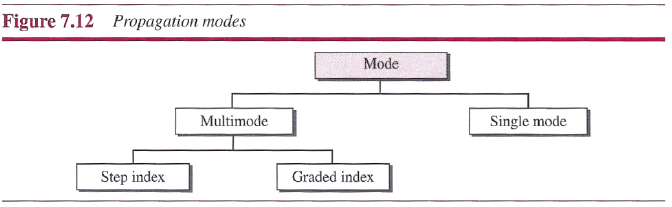 Figure 7.12 Propagation modes
Mode
Multimode
Single mode
Step index
Graded index